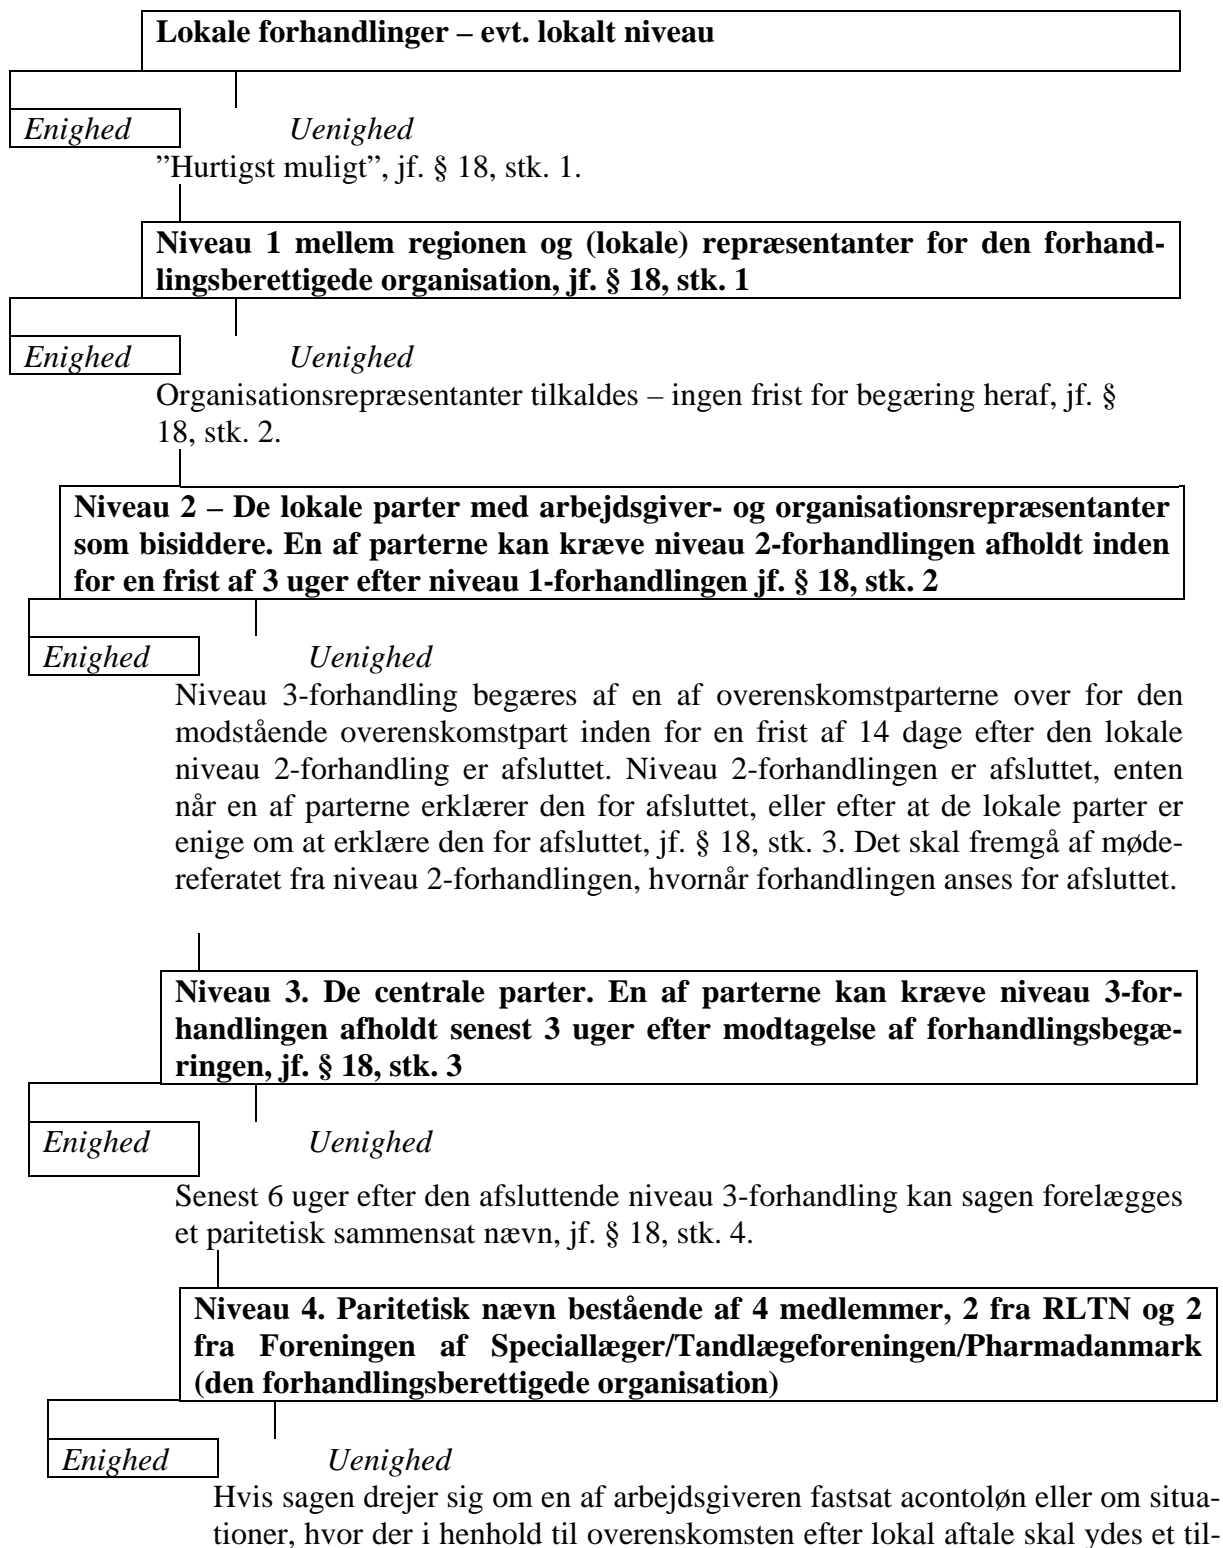 Lokale forhandlinger – evt. lokalt niveau
Enighed Uenighed
”Hurtigst muligt”, jf. § 18, stk. 1.
Niveau 1 mellem regionen og (lokale) repræsentanter for den forhand-
lingsberettigede organisation, jf. § 18, stk. 1
Enighed Uenighed
Organisationsrepræsentanter tilkaldes – ingen frist for begæring heraf, jf. §
18, stk. 2.
Niveau 2 – De lokale parter med arbejdsgiver- og organisationsrepræsentanter
som bisiddere. En af parterne kan kræve niveau 2-forhandlingen afholdt inden
for en frist af 3 uger efter niveau 1-forhandlingen jf. § 18, stk. 2
Enighed Uenighed
Niveau 3-forhandling begæres af en af overenskomstparterne over for den
modstående overenskomstpart inden for en frist af 14 dage efter den lokale
niveau 2-forhandling er afsluttet. Niveau 2-forhandlingen er afsluttet, enten
når en af parterne erklærer den for afsluttet, eller efter at de lokale parter er
enige om at erklære den for afsluttet, jf. § 18, stk. 3. Det skal fremgå af møde-
referatet fra niveau 2-forhandlingen, hvornår forhandlingen anses for afsluttet.
Niveau 3. De centrale parter. En af parterne kan kræve niveau 3-for-
handlingen afholdt senest 3 uger efter modtagelse af forhandlingsbegæ-
ringen, jf. § 18, stk. 3
Enighed Uenighed
Senest 6 uger efter den afsluttende niveau 3-forhandling kan sagen forelægges
et paritetisk sammensat nævn, jf. § 18, stk. 4.
Niveau 4. Paritetisk nævn bestående af 4 medlemmer, 2 fra RLTN og 2
fra Foreningen af Speciallæger/Tandlægeforeningen/Pharmadanmark
(den forhandlingsberettigede organisation)
Enighed Uenighed
Hvis sagen drejer sig om en af arbejdsgiveren fastsat acontoløn eller om situa-
tioner, hvor der i henhold til overenskomsten efter lokal aftale skal ydes et til-